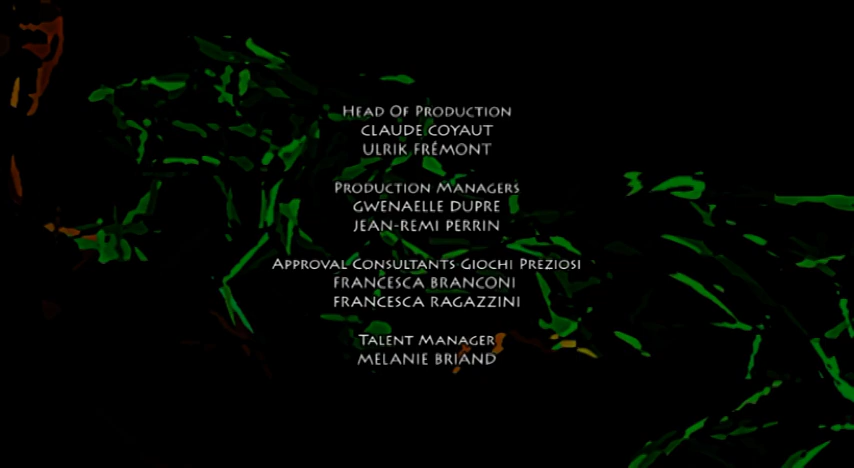 Head Of Production
CLAUDE COYAUT
ULRIK FRÉMONT
Production Managers
GWENAELLE DUPRE
JEAN-REMI PERRIN
Approval Consultants Giochi Preziosi
FRANCESCA BRANCONI
FRANCESCA RAGAZZINI
Talent Manager
MELANIE BRIAND